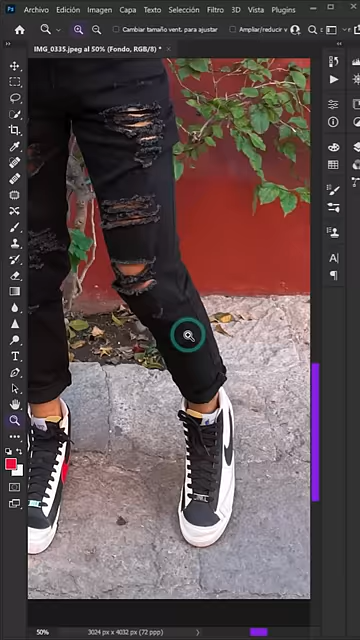 Ps Archivo Edición Imagen Capa Texto Selección Filtro 3D Vista Plugins
Cambiar tamaño vent. para ajustar Ampliar/reducir v
IMG_0335.jpeg al 50% (Fondo, RGB/8) * ×
50% 3024 px x 4032 px (72 ppp)